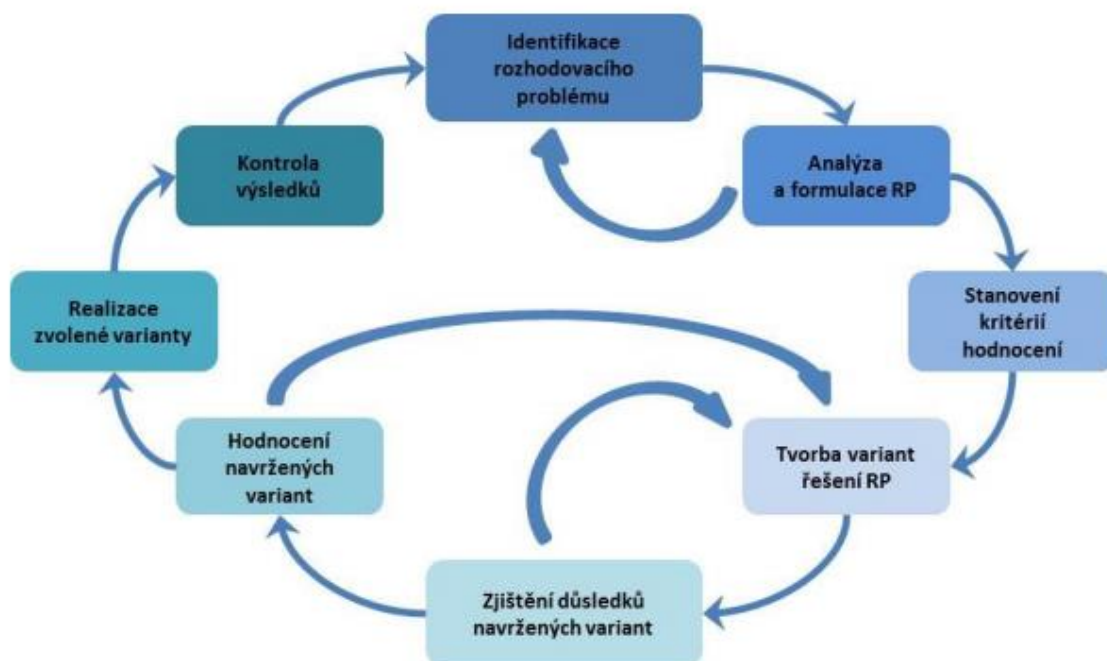 Identifikace
rozhodovacího
problému
Analýza
a formulace RP
Stanovení
kritérií
hodnocení
Tvorba variant
řešení RP
Zjištění důsledků
navržených variant
Hodnocení
navržených
variant
Realizace
zvolené varianty
Kontrola
výsledků